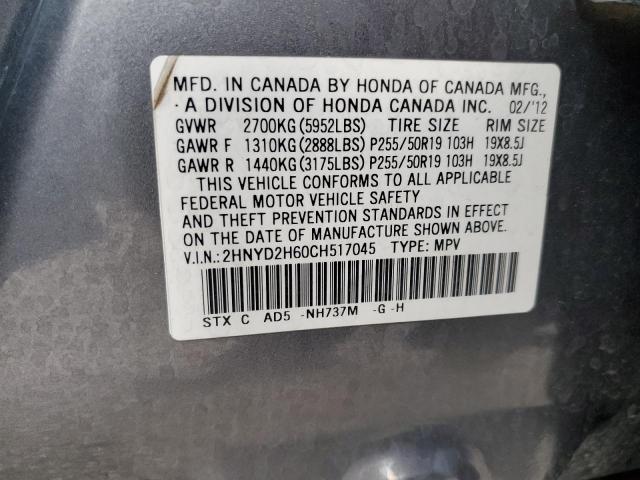 MFD. IN CANADA BY HONDA OF CANADA MFG.,
· A DIVISION OF HONDA CANADA INC. 02/'12
GVWR 2700KG(5952LBS) TIRE SIZE RIM SIZE
GAWR F 1310KG(2888LBS) P255/50R19 103H 19X8.5J
GAWR R 1440KG(3175LBS) P255/50R19 103H 19X8.5J
THIS VEHICLE CONFORMS TO ALL APPLICABLE
FEDERAL MOTOR VEHICLE SAFETY
AND THEFT PREVENTION STANDARDS IN EFFECT
ON THE DATE OF MANUFACTURE SHOWN ABOVE.
V.I.N.:2HNYD2H60CH517045 TYPE: MPV
STX C AD5 -NH737M -G -H